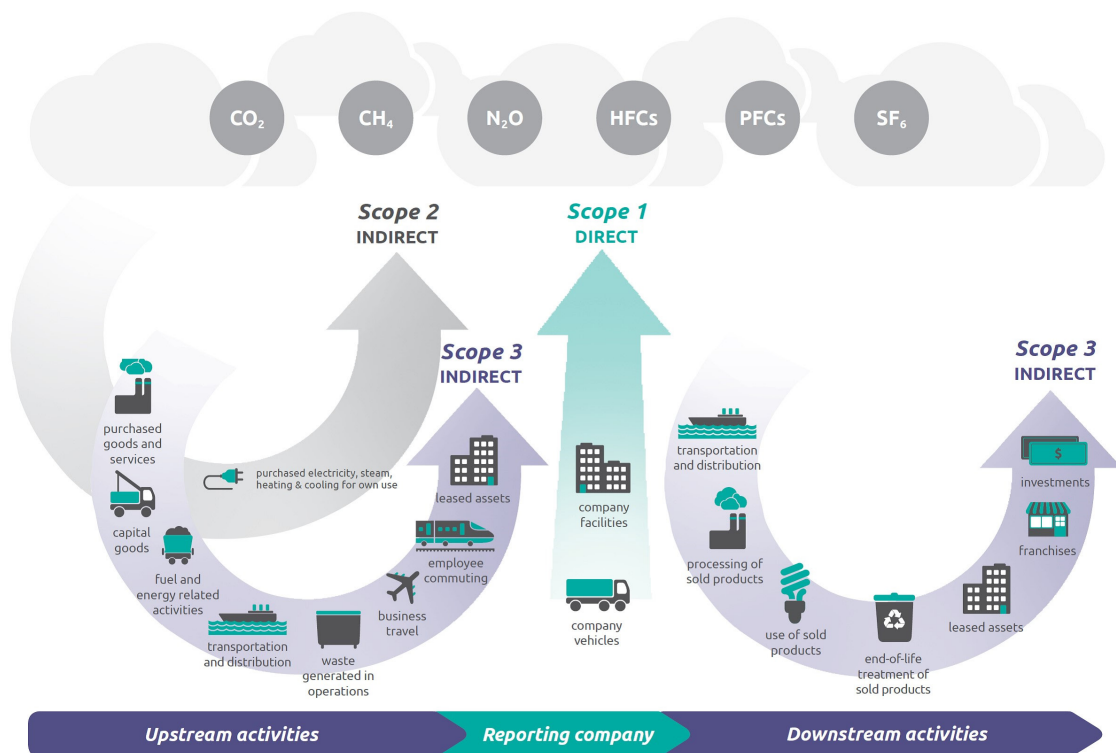 CO₂
CH₄
N₂O
HFCs
PFCs
SF₆
Scope 2
INDIRECT
Scope 1
DIRECT
Scope 3
INDIRECT
Scope 3
INDIRECT
purchased
goods and
services
capital
goods
fuel and
energy related
activities
transportation
and distribution
waste
generated in
operations
business
travel
employee
commuting
leased assets
purchased electricity, steam,
heating & cooling for own use
company
facilities
company
vehicles
transportation
and distribution
processing of
sold products
use of sold
products
end-of-life
treatment of
sold products
leased assets
franchises
$
investments
Upstream activities
Reporting company
Downstream activities